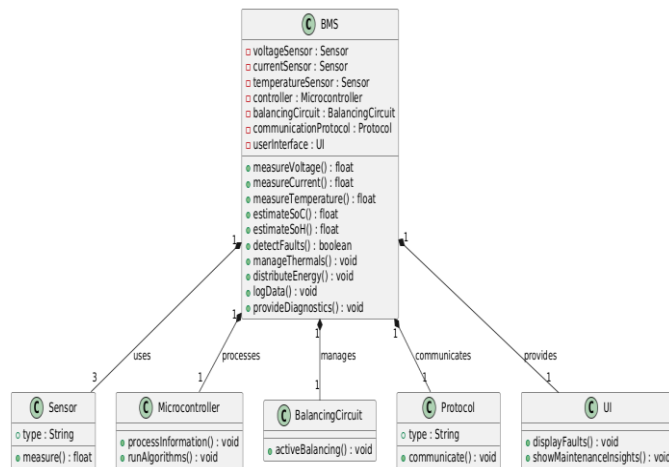 C BMS
voltageSensor : Sensor
currentSensor : Sensor
temperatureSensor : Sensor
controller : Microcontroller
balancingCircuit : BalancingCircuit
communicationProtocol : Protocol
userInterface : UI
measureVoltage() : float
measureCurrent() : float
measureTemperature() : float
estimateSoC() : float
estimateSoH() : float
detectFaults() : boolean
manageThermals() : void
distributeEnergy() : void
logData() : void
provideDiagnostics() : void
1 1 1 1 1
uses processes manages communicates provides
3 1 1 1 1
C Sensor
type : String
measure() : float
C Microcontroller
processInformation() : void
runAlgorithms() : void
C BalancingCircuit
activeBalancing() : void
C Protocol
type : String
communicate() : void
C UI
displayFaults() : void
showMaintenanceInsights() : void